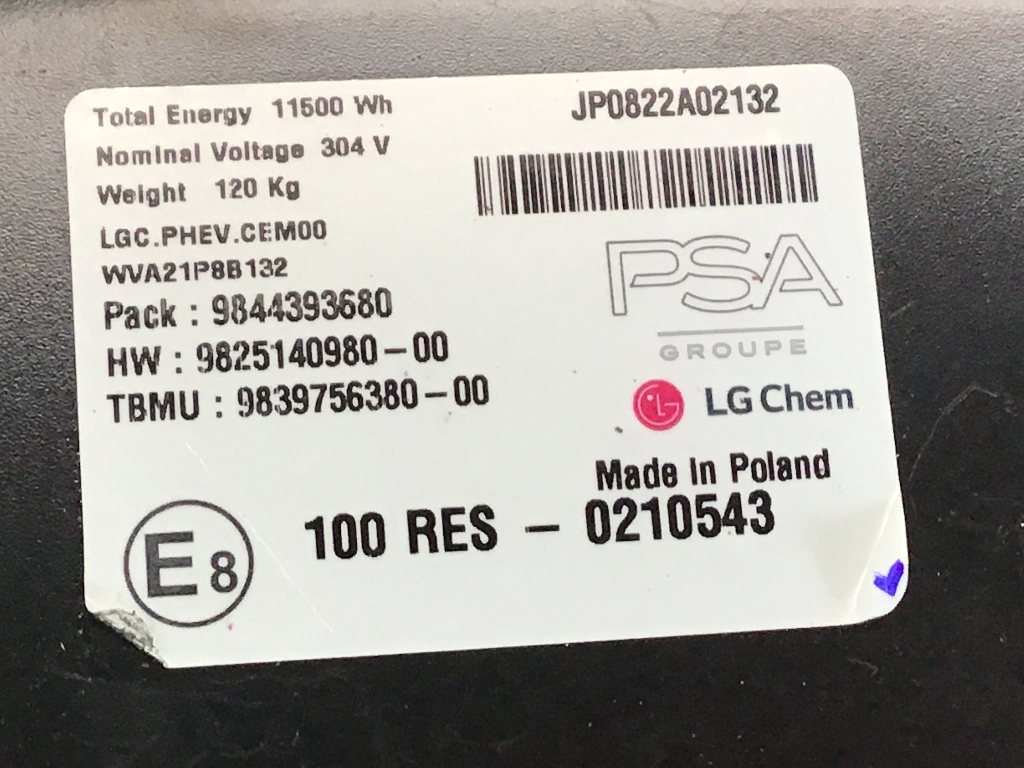 Total Energy 11500 Wh
Nominal Voltage 304 V
Weight 120 Kg
LGC.PHEV.CEM00
WVA21P8B132
Pack : 9844393680
HW : 9825140980-00
TBMU : 9839756380-00
JP0822A02132
PSA
GROUPE
LG Chem
Made In Poland
E8 100 RES - 0210543